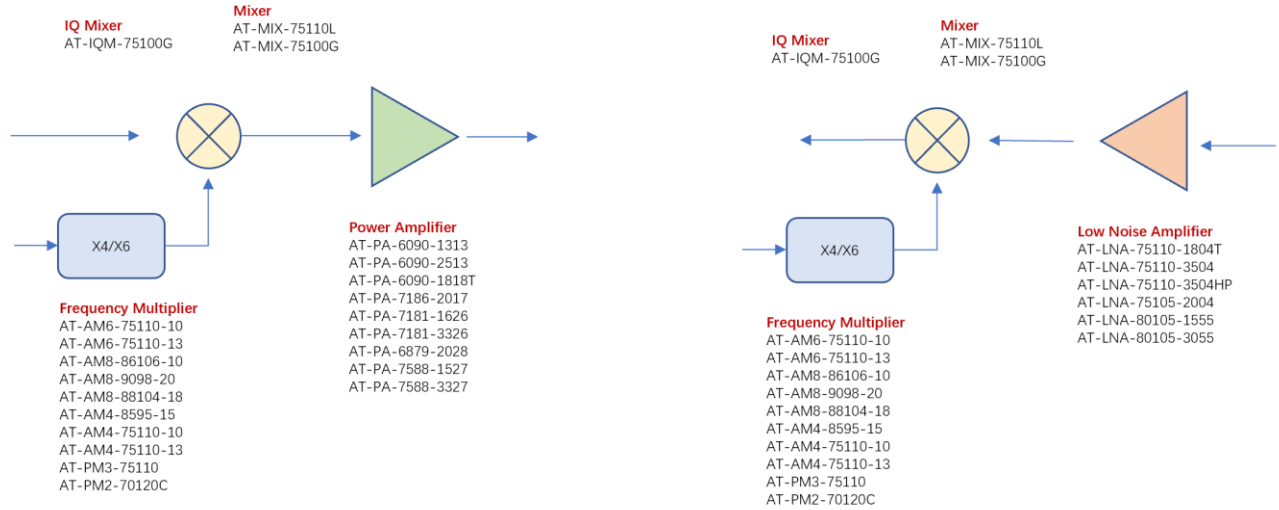 IQ Mixer
AT-IQM-75100G
Mixer
AT-MIX-75110L
AT-MIX-75100G
X4/X6
Frequency Multiplier
AT-AM6-75110-10
AT-AM6-75110-13
AT-AM8-86106-10
AT-AM8-9098-20
AT-AM8-88104-18
AT-AM4-8595-15
AT-AM4-75110-10
AT-AM4-75110-13
AT-PM3-75110
AT-PM2-70120C
Power Amplifier
AT-PA-6090-1313
AT-PA-6090-2513
AT-PA-6090-1818T
AT-PA-7186-2017
AT-PA-7181-1626
AT-PA-7181-3326
AT-PA-6879-2028
AT-PA-7588-1527
AT-PA-7588-3327
IQ Mixer
AT-IQM-75100G
Mixer
AT-MIX-75110L
AT-MIX-75100G
X4/X6
Frequency Multiplier
AT-AM6-75110-10
AT-AM6-75110-13
AT-AM8-86106-10
AT-AM8-9098-20
AT-AM8-88104-18
AT-AM4-8595-15
AT-AM4-75110-10
AT-AM4-75110-13
AT-PM3-75110
AT-PM2-70120C
Low Noise Amplifier
AT-LNA-75110-1804T
AT-LNA-75110-3504
AT-LNA-75110-3504HP
AT-LNA-75105-2004
AT-LNA-80105-1555
AT-LNA-80105-3055